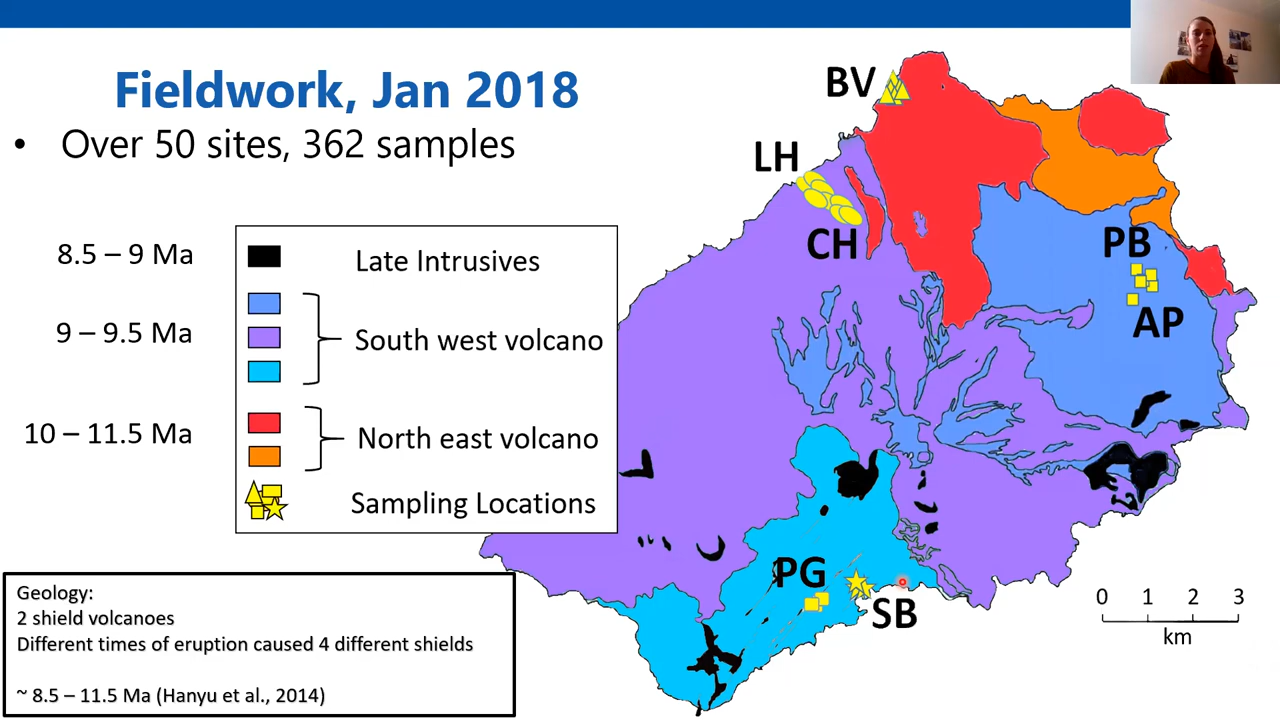 Fieldwork, Jan 2018
• Over 50 sites, 362 samples
8.5 – 9 Ma
Late Intrusives
9 – 9.5 Ma
South west volcano
10 – 11.5 Ma
North east volcano
Sampling Locations
Geology:
2 shield volcanoes
Different times of eruption caused 4 different shields
~ 8.5 – 11.5 Ma (Hanyu et al., 2014)
BV
LH
CH
PB
AP
PG
SB
0 1 2 3
km